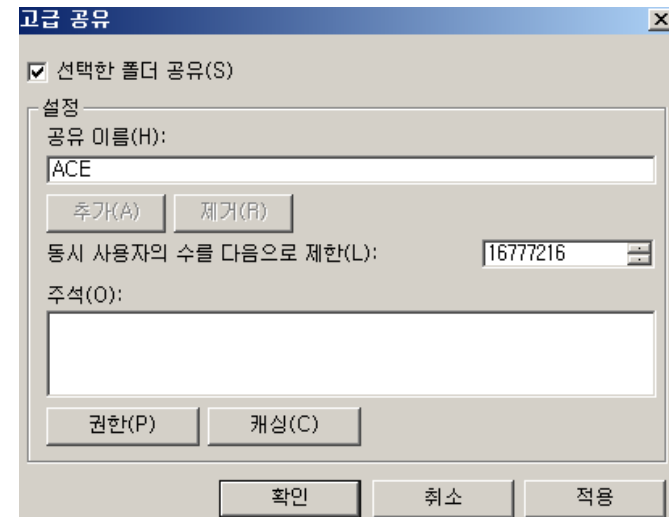 고급 공유
선택한 폴더 공유(S)
설정
공유 이름(H):
ACE
추가(A) 제거(R)
동시 사용자의 수를 다음으로 제한(L): 16777216
주석(O):
권한(P) 캐싱(C)
확인 취소 적용